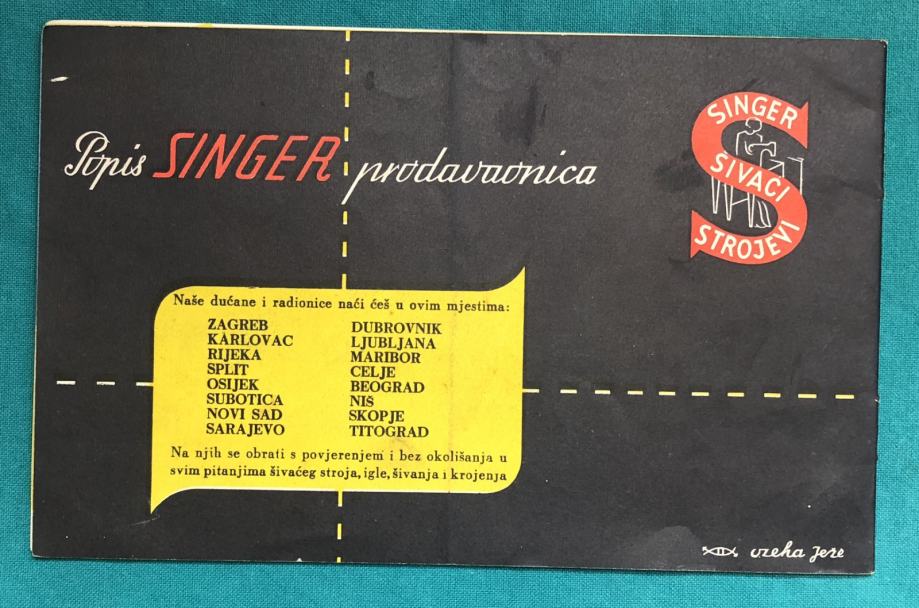 Popis SINGER prodavaonica
SINGER
ŠIVAĆI
STROJEVI
Naše dućane i radionice naći ćeš u ovim mjestima:
ZAGREB
KARLOVAC
RIJEKA
SPLIT
OSIJEK
SUBOTICA
NOVI SAD
SARAJEVO
DUBROVNIK
LJUBLJANA
MARIBOR
CELJE
BEOGRAD
NIŠ
SKOPJE
TITOGRAD
Na njih se obrati s povjerenjem i bez okolišanja u
svim pitanjima šivaćeg stroja, igle, šivanja i krojenja